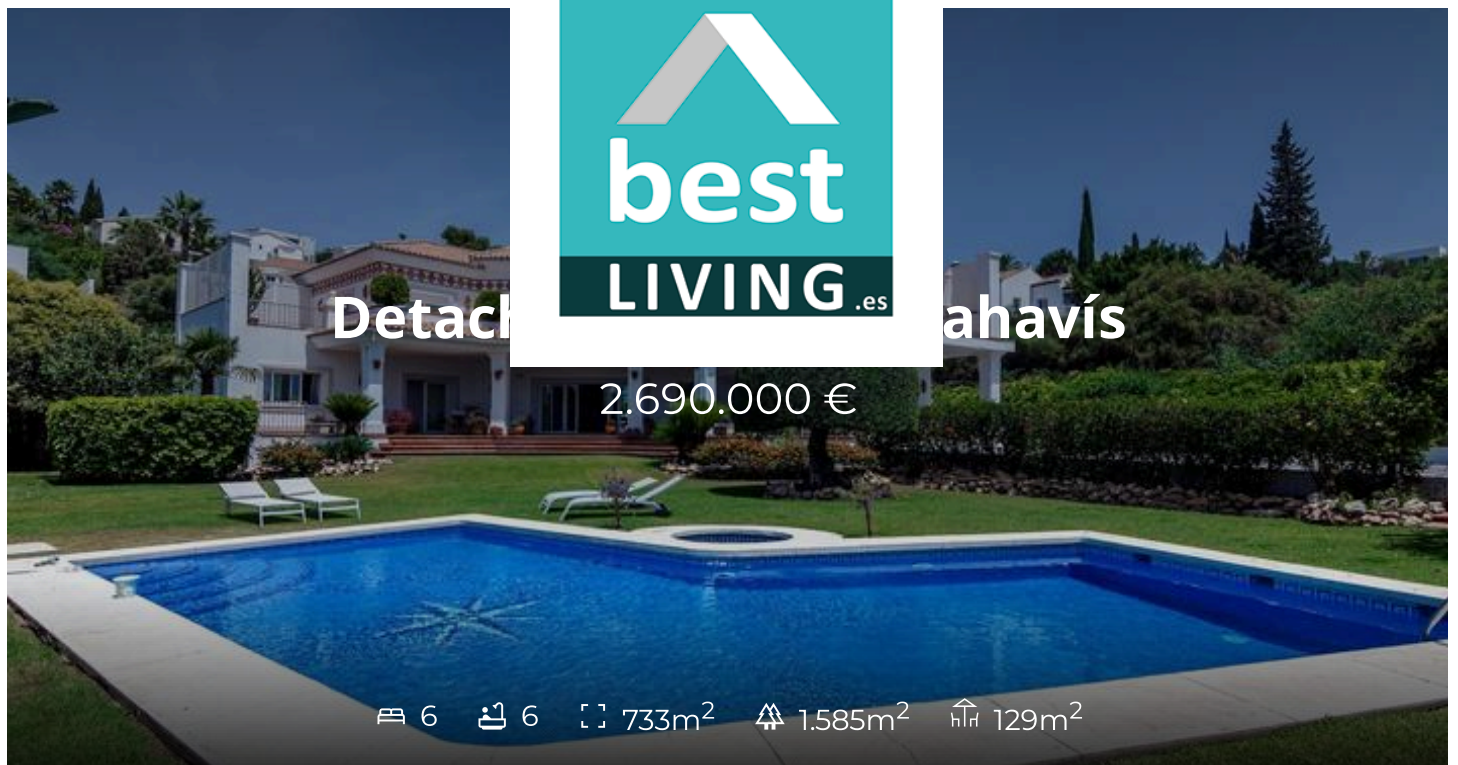 best
LIVING.es
Detach ahavís
2.690.000 €
6 6 733m² 1.585m² 129m²